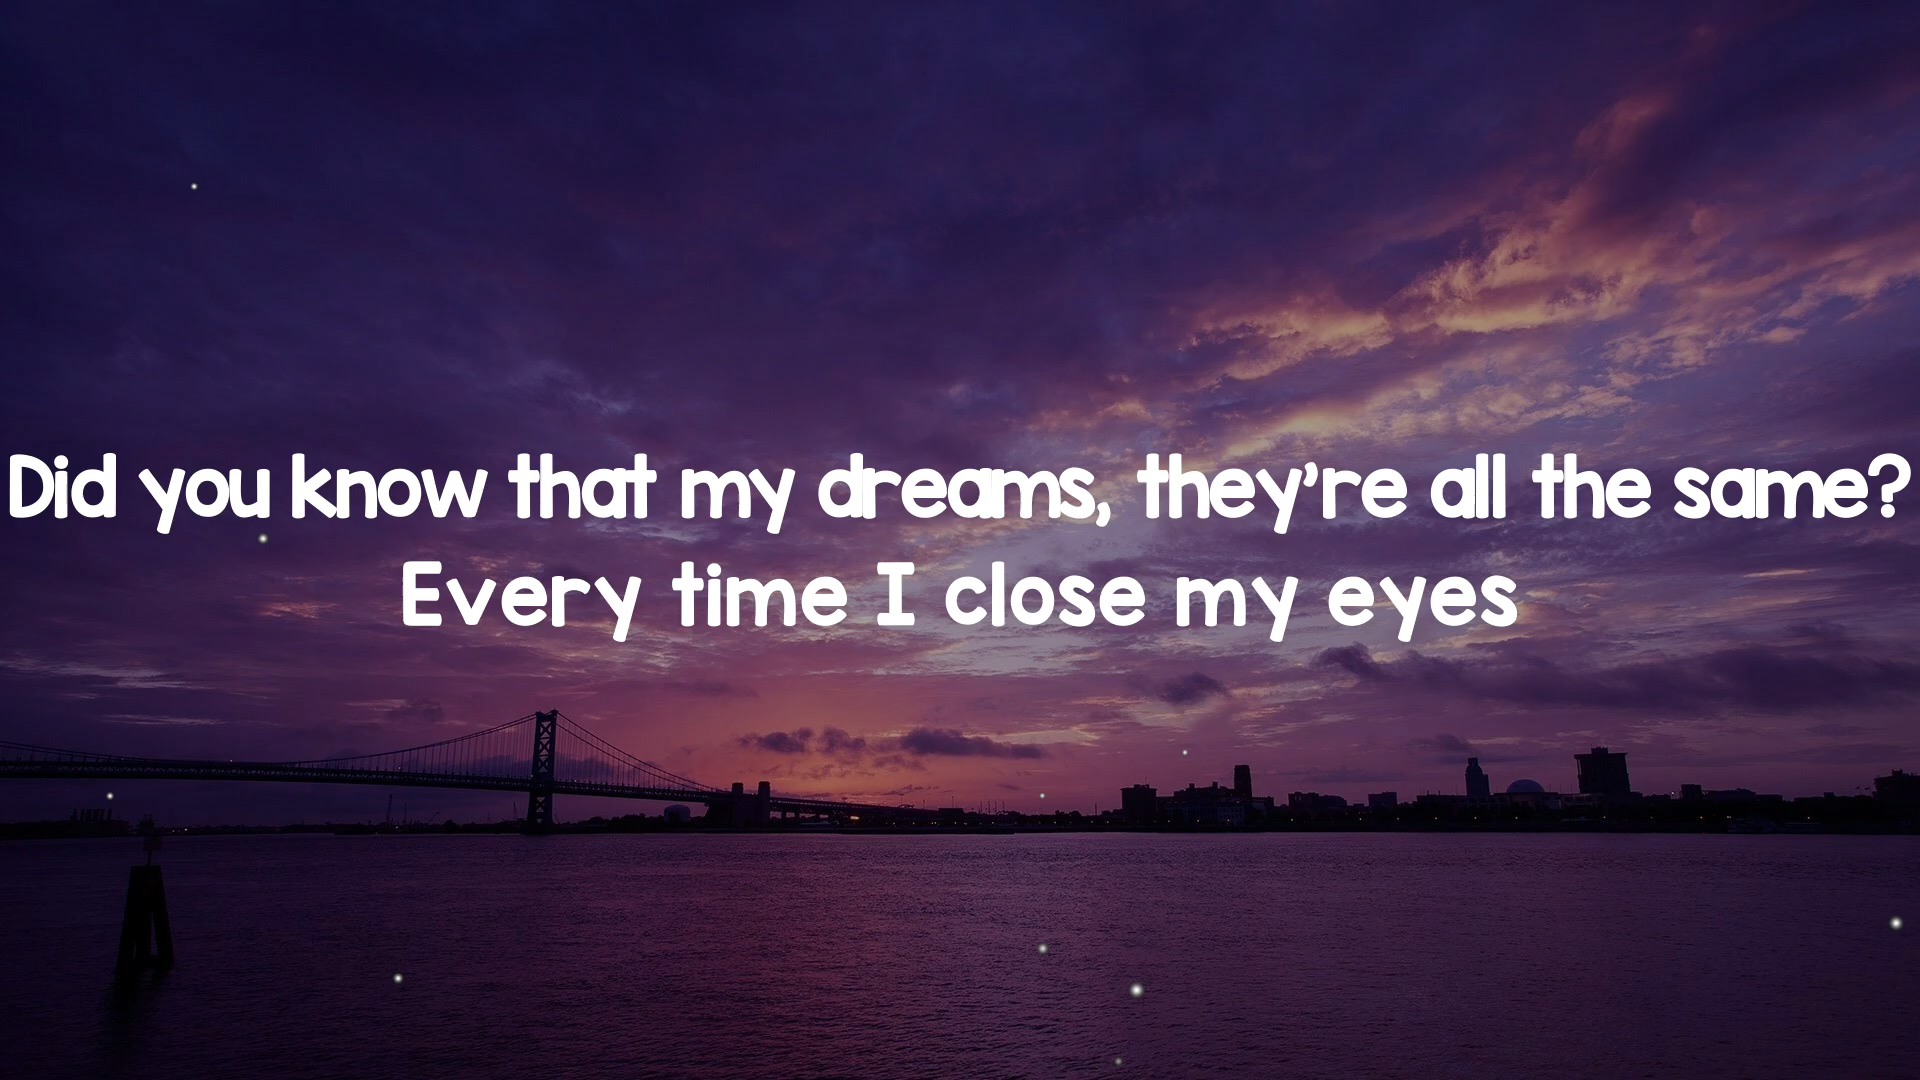 Did you know that my dreams, they're all the same?
Every time I close my eyes